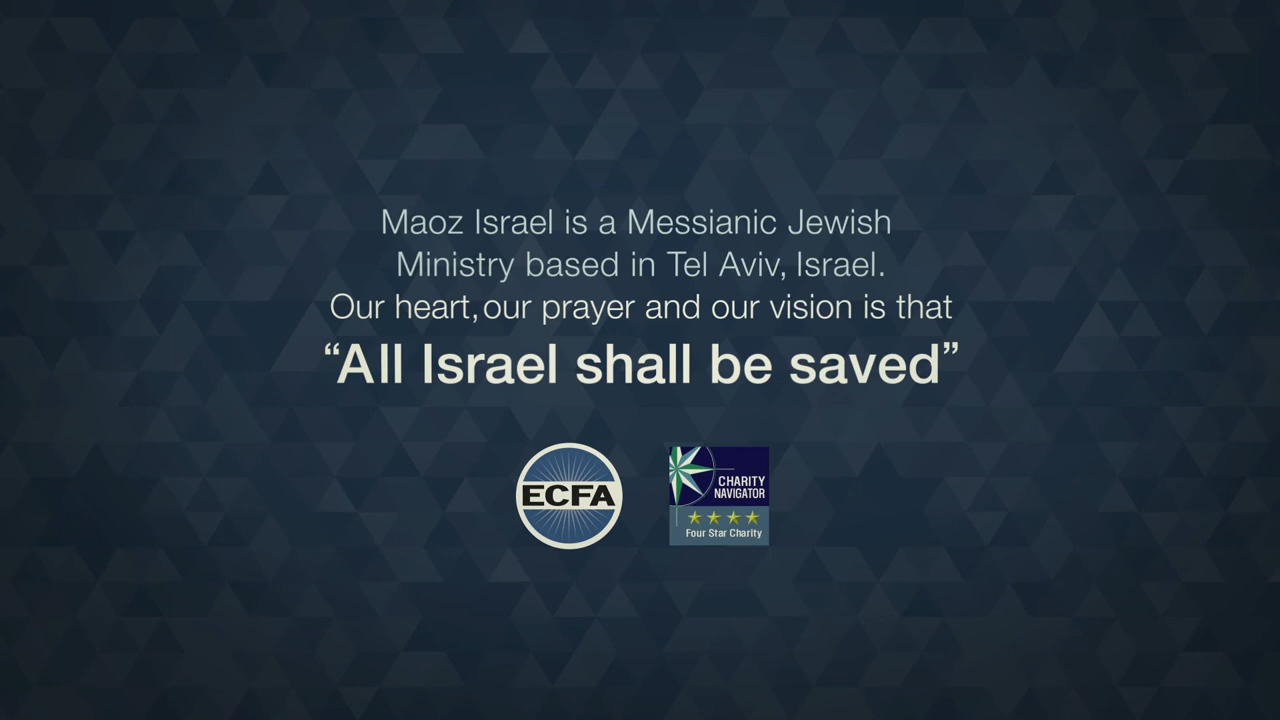 Maoz Israel is a Messianic Jewish
Ministry based in Tel Aviv, Israel.
Our heart, our prayer and our vision is that
“All Israel shall be saved”
ECFA
CHARITY
NAVIGATOR
Four Star Charity